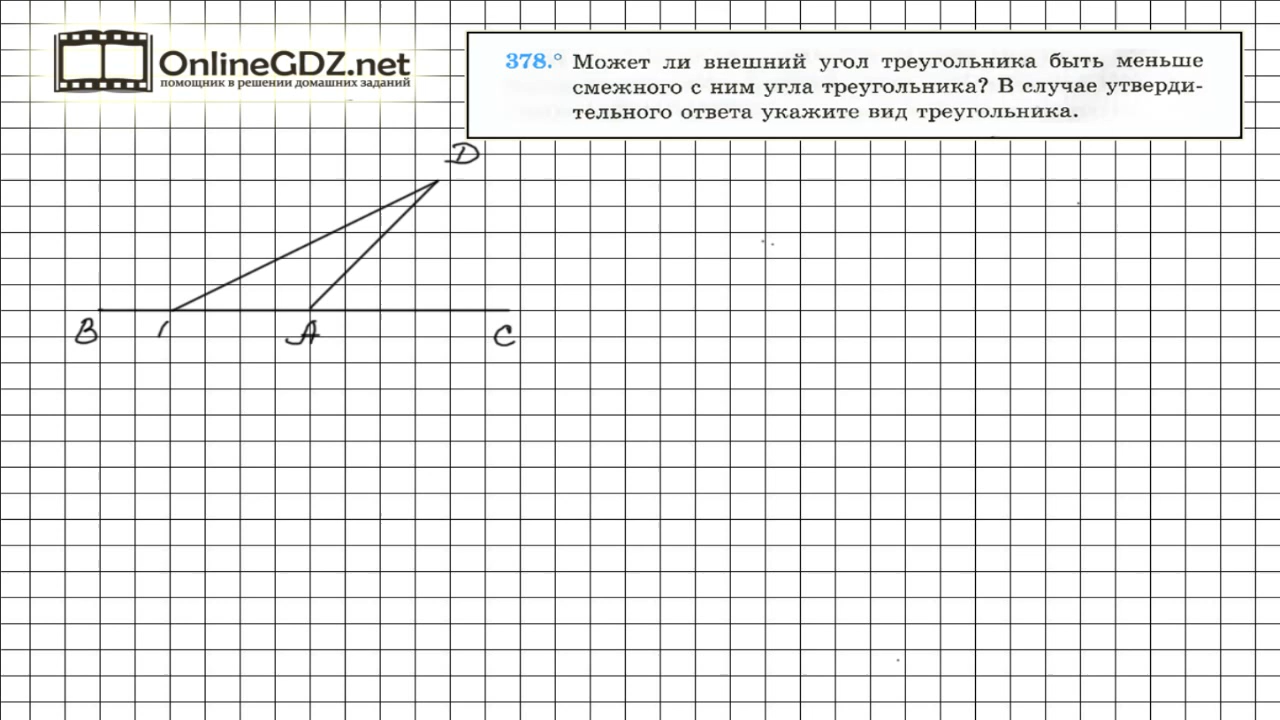 OnlineGDZ.net
помощник в решении домашних заданий
378.° Может ли внешний угол треугольника быть меньше
смежного с ним угла треугольника? В случае утверди-
тельного ответа укажите вид треугольника.
D
B A C